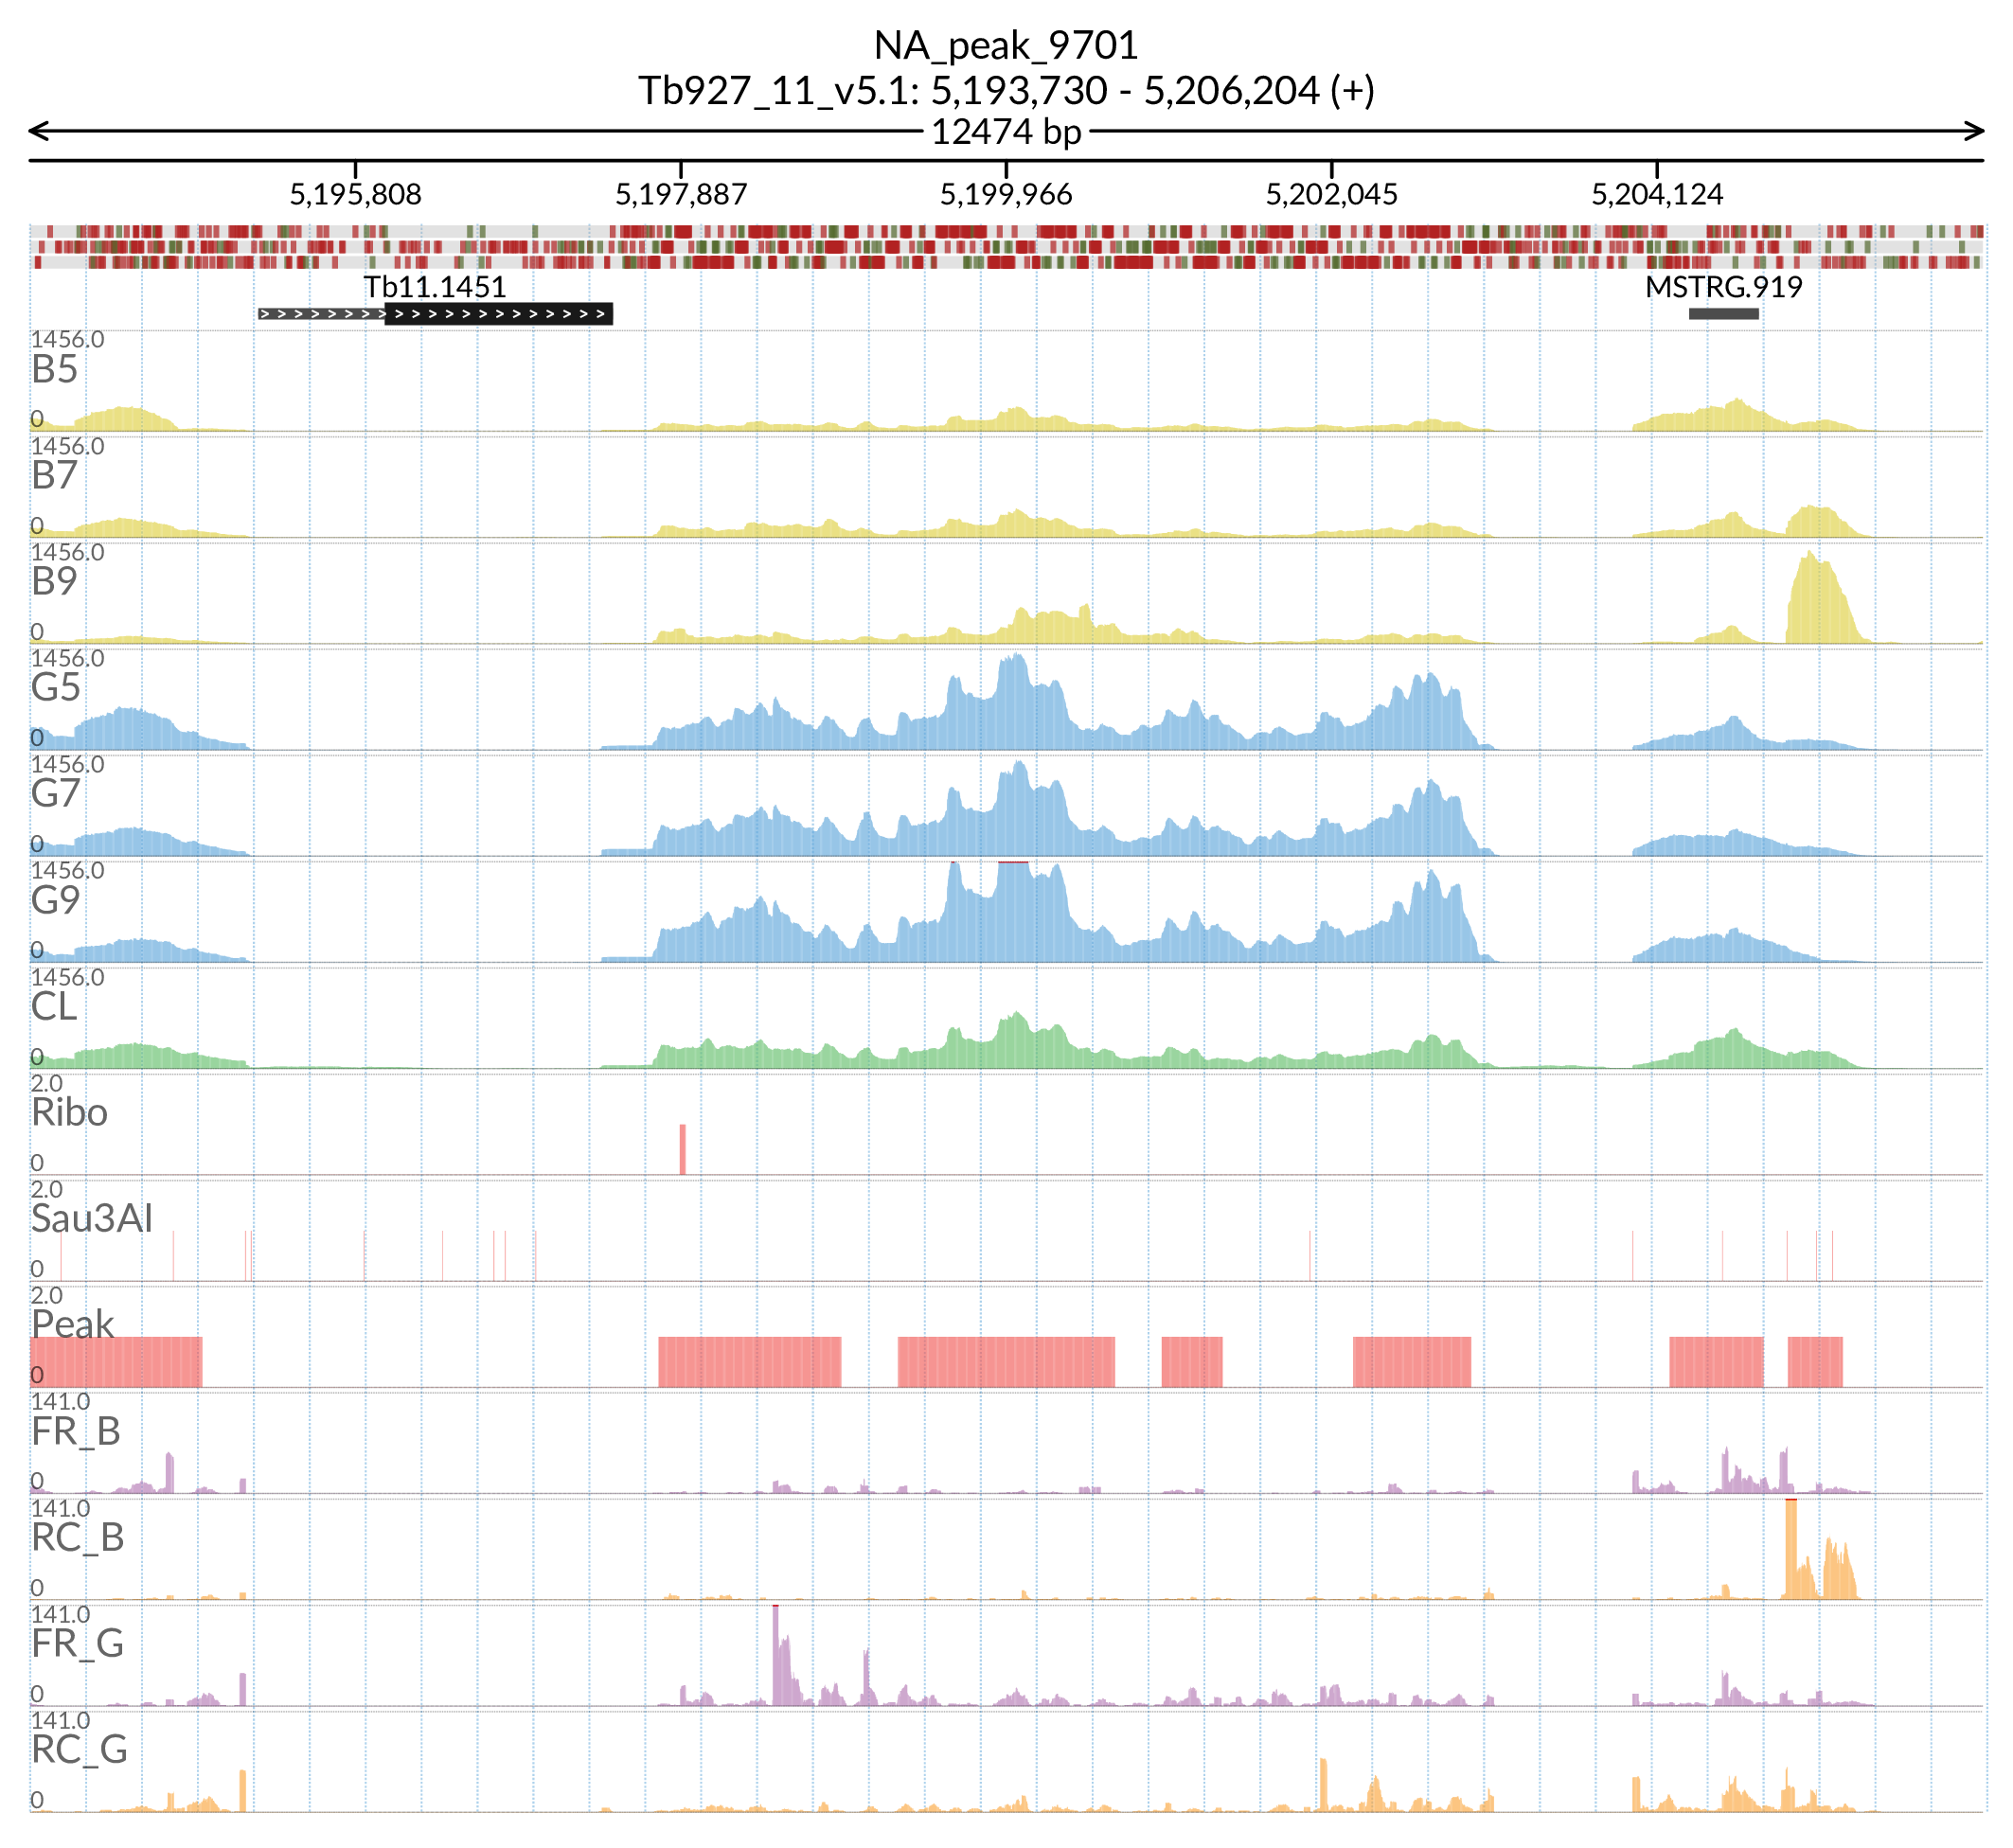 NA_peak_9701
Tb927_11_v5.1: 5,193,730 - 5,206,204 (+)
12474 bp
5,195,808 5,197,887 5,199,966 5,202,045 5,204,124
Tb11.1451 MSTRG.919
1456.0
B5
0
1456.0
B7
0
1456.0
B9
0
1456.0
G5
0
1456.0
G7
0
1456.0
G9
0
1456.0
CL
0
2.0
Ribo
0
2.0
Sau3AI
0
2.0
Peak
0
141.0
FR_B
0
141.0
RC_B
0
141.0
FR_G
0
141.0
RC_G
0